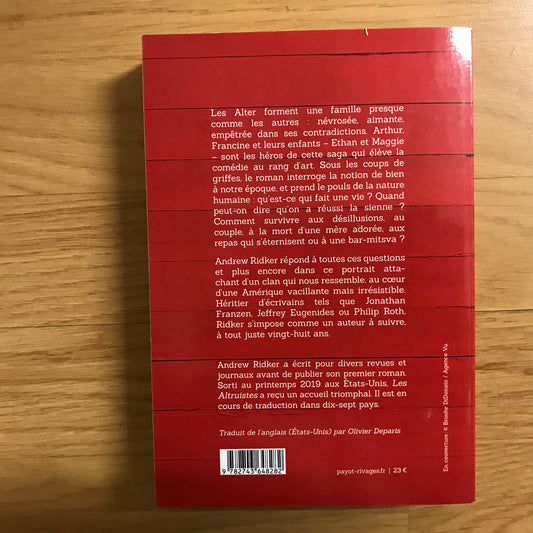 Les Alter forment une famille presque
comme les autres : névrosée, aimante,
empêtrée dans ses contradictions. Arthur,
Francine et leurs enfants – Ethan et Maggie
– sont les héros de cette saga qui élève la
comédie au rang d'art. Sous les coups de
griffes, le roman interroge la notion de bien
à notre époque, et prend le pouls de la nature
humaine : qu'est-ce qui fait une vie ? Quand
peut-on dire qu'on a réussi la sienne ?
Comment survivre aux désillusions, au
couple, à la mort d'une mère adorée, aux
repas qui s'éternisent ou à une bar-mitsva ?
Andrew Ridker répond à toutes ces questions
et plus encore dans ce portrait atta-
chant d'un clan qui nous ressemble, au cœur
d'une Amérique vacillante mais irrésistible.
Héritier d'écrivains tels que Jonathan
Franzen, Jeffrey Eugenides ou Philip Roth,
Ridker s'impose comme un auteur à suivre,
à tout juste vingt-huit ans.
Andrew Ridker a écrit pour divers revues et
journaux avant de publier son premier roman.
Sorti au printemps 2019 aux États-Unis, Les
Altruistes a reçu un accueil triomphal. Il est en
cours de traduction dans dix-sept pays.
Traduit de l'anglais (États-Unis) par Olivier Deparis
9 782743 648282
payot-rivages.fr | 23 €
En couverture © Brooke DiDonato / Agence Vu